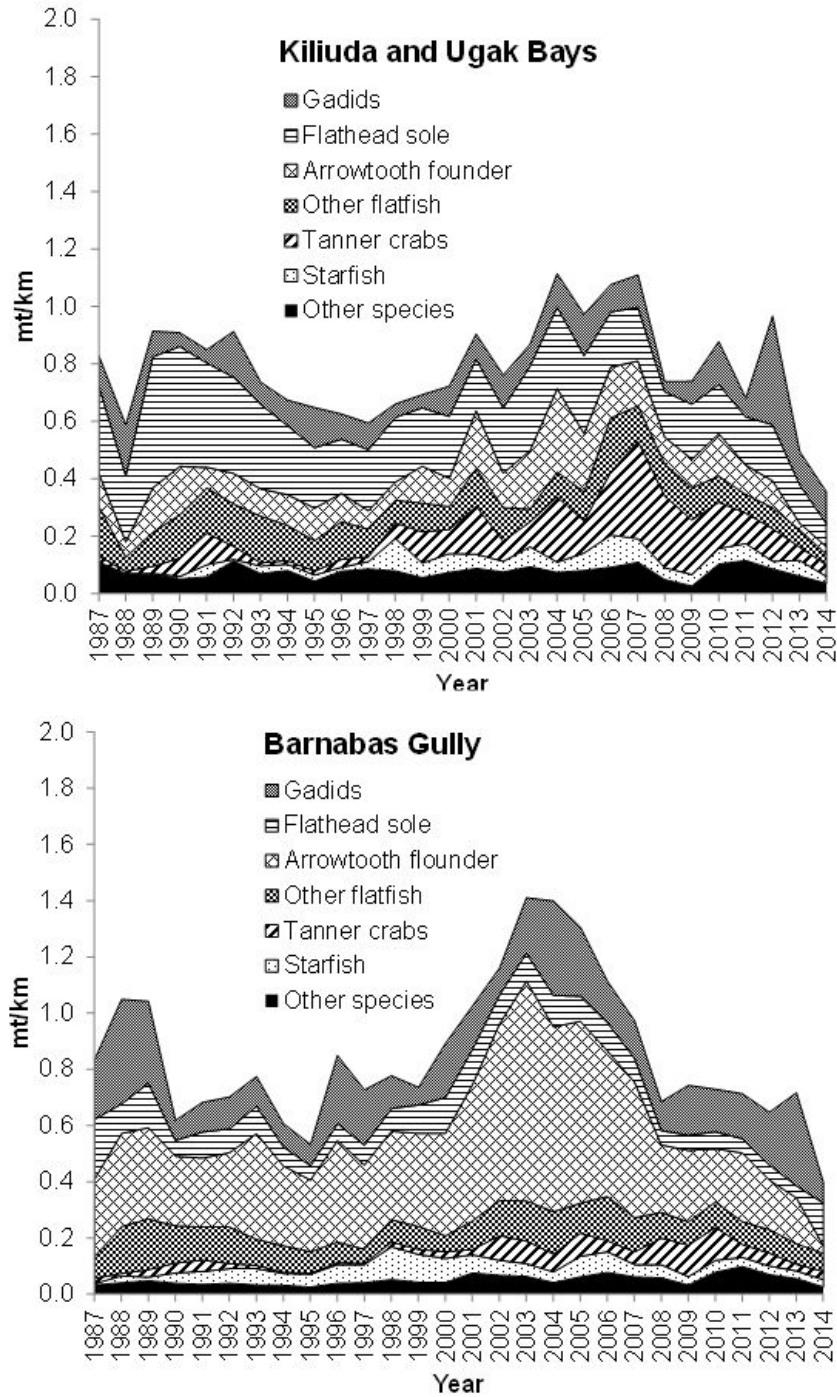 2.0
Kiliuda and Ugak Bays
1.8
Gadids
1.6
Flathead sole
Arrowtooth founder
1.4
Other flatfish
Tanner crabs
1.2
Starfish
Other species
1.0
mt/km
0.8
0.6
0.4
0.2
0.0
1987 1988 1989 1990 1991 1992 1993 1994 1995 1996 1997 1998 1999 2000 2001 2002 2003 2004 2005 2006 2007 2008 2009 2010 2011 2012 2013 2014
Year
2.0
Barnabas Gully
1.8
Gadids
Flathead sole
1.6
Arrowtooth flounder
1.4
Other flatfish
Tanner crabs
1.2
Starfish
Other species
1.0
mt/km
0.8
0.6
0.4
0.2
0.0
1987 1988 1989 1990 1991 1992 1993 1994 1995 1996 1997 1998 1999 2000 2001 2002 2003 2004 2005 2006 2007 2008 2009 2010 2011 2012 2013 2014
Year